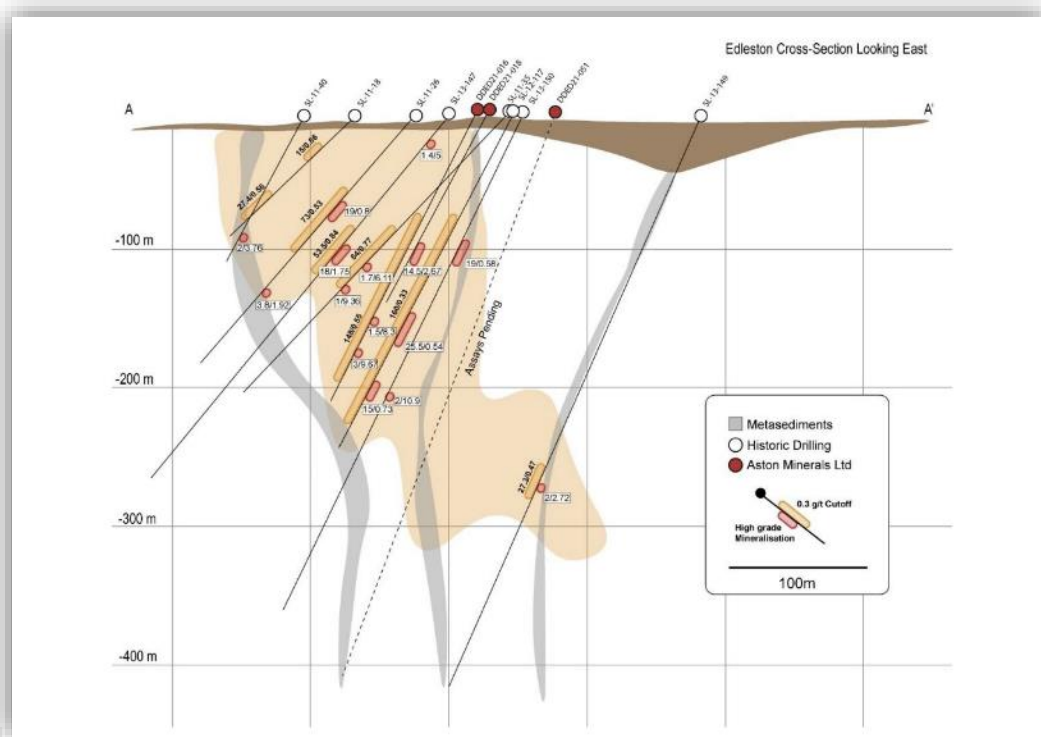 Edleston Cross-Section Looking East
A
A'
SL-11-40
SL-11-18
SL-11-26
SL-13-147
DDED21-016
DDED21-018
SL-11-35
SL-12-117
SL-13-150
DDED21-051
SL-13-149
15/0.56
1.4/5
27.4/0.56
73/0.53
19/0.8
2/3.76
53.5/0.84
64/0.77
-100 m
18/1.75
1.7/6.11
14.5/2.67
19/0.58
3.8/1.92
1/9.36
148/0.55
160/0.33
1.5/8.3
25.5/0.54
3/9.67
Assays Pending
-200 m
15/0.73
2/10.9
27.3/0.47
2/2.72
-300 m
-400 m
Metasediments
Historic Drilling
Aston Minerals Ltd
0.3 g/t Cutoff
High grade
Mineralisation
100m